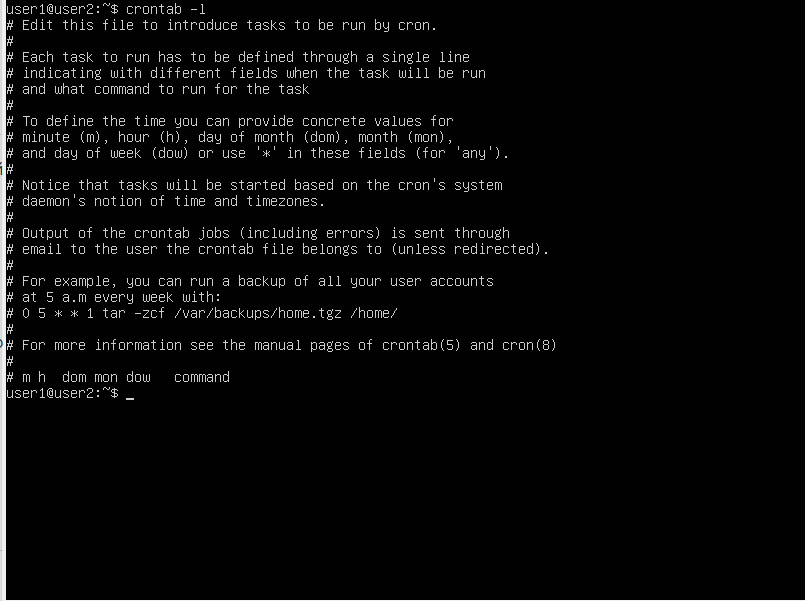 user1@user2:~$ crontab -l
# Edit this file to introduce tasks to be run by cron.
#
# Each task to run has to be defined through a single line
# indicating with different fields when the task will be run
# and what command to run for the task
#
# To define the time you can provide concrete values for
# minute (m), hour (h), day of month (dom), month (mon),
# and day of week (dow) or use '*' in these fields (for 'any').
#
# Notice that tasks will be started based on the cron's system
# daemon's notion of time and timezones.
#
# Output of the crontab jobs (including errors) is sent through
# email to the user the crontab file belongs to (unless redirected).
#
# For example, you can run a backup of all your user accounts
# at 5 a.m every week with:
# 0 5 * * 1 tar -zcf /var/backups/home.tgz /home/
#
# For more information see the manual pages of crontab(5) and cron(8)
#
# m h  dom mon dow   command
user1@user2:~$ _